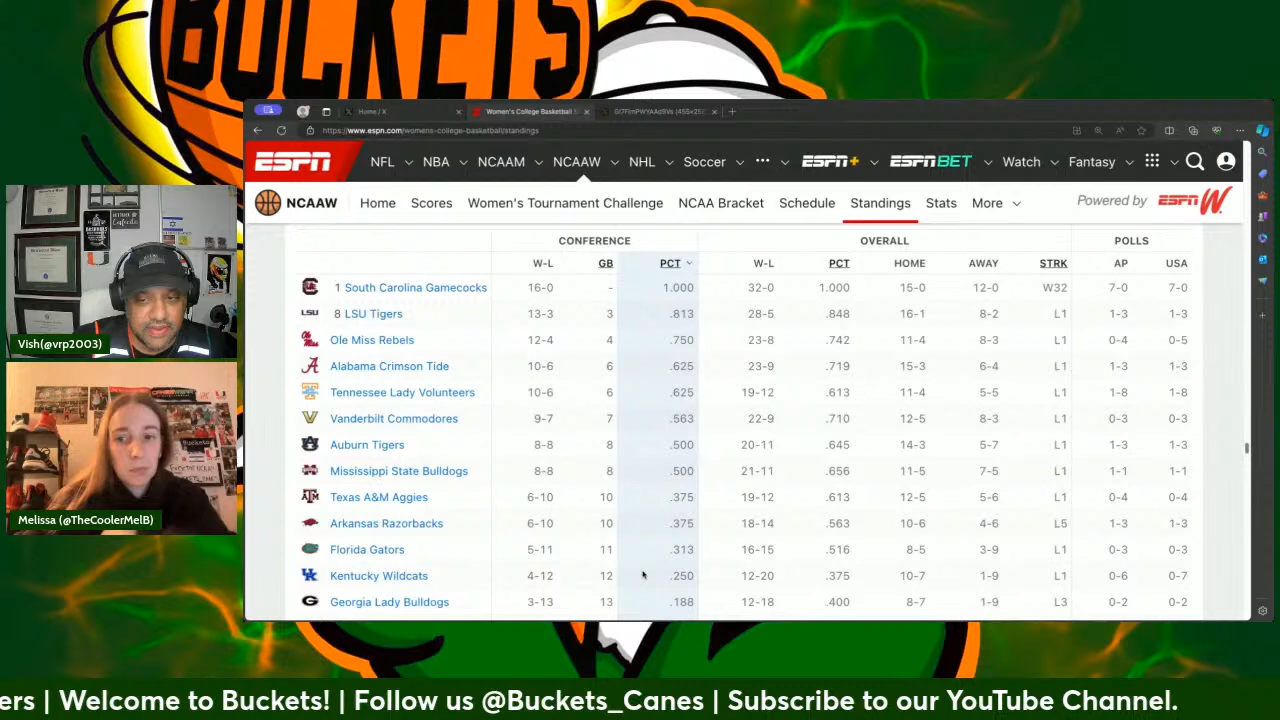 BUCKETS
Home / X
Women's College Basketball
https://www.espn.com/womens-college-basketball/standings
ESPN NFL NBA NCAAM NCAAW NHL Soccer ••• ESPN+ ESPN BET Watch Fantasy
NCAAW Home Scores Women's Tournament Challenge NCAA Bracket Schedule Standings Stats More Powered by ESPN W
CONFERENCE OVERALL POLLS
W-L GB PCT W-L PCT HOME AWAY STRK AP USA
1 South Carolina Gamecocks 16-0 - 1.000 32-0 1.000 15-0 12-0 W32 7-0 7-0
LSU 8 LSU Tigers 13-3 3 .813 28-5 .848 16-1 8-2 L1 1-3 1-3
Ole Miss Ole Miss Rebels 12-4 4 .750 23-8 .742 11-4 8-3 L1 0-4 0-5
Alabama Crimson Tide 10-6 6 .625 23-9 .719 15-3 6-4 L1 0-3 0-3
Tennessee Lady Volunteers 10-6 6 .625 19-12 .613 11-4 5-5 L1 1-8 1-8
Vanderbilt Commodores 9-7 7 .563 22-9 .710 12-5 8-3 L1 0-3 0-3
Auburn Tigers 8-8 8 .500 20-11 .645 14-3 5-7 L1 1-3 1-3
Mississippi State Bulldogs 8-8 8 .500 21-11 .656 11-5 7-5 L1 1-1 1-1
Texas A&M Aggies 6-10 10 .375 19-12 .613 12-5 5-6 L1 0-4 0-4
Arkansas Razorbacks 6-10 10 .375 18-14 .563 10-6 4-6 L5 1-3 1-3
Florida Gators 5-11 11 .313 16-15 .516 8-5 3-9 L1 0-3 0-3
Kentucky Wildcats 4-12 12 .250 12-20 .375 10-7 1-9 L1 0-6 0-7
Georgia Lady Bulldogs 3-13 13 .188 12-18 .400 8-7 1-9 L3 0-2 0-2
Vish(@vrp2003)
Melissa (@TheCoolerMelB)
ers | Welcome to Buckets! | Follow us @Buckets_Canes | Subscribe to our YouTube Channel.